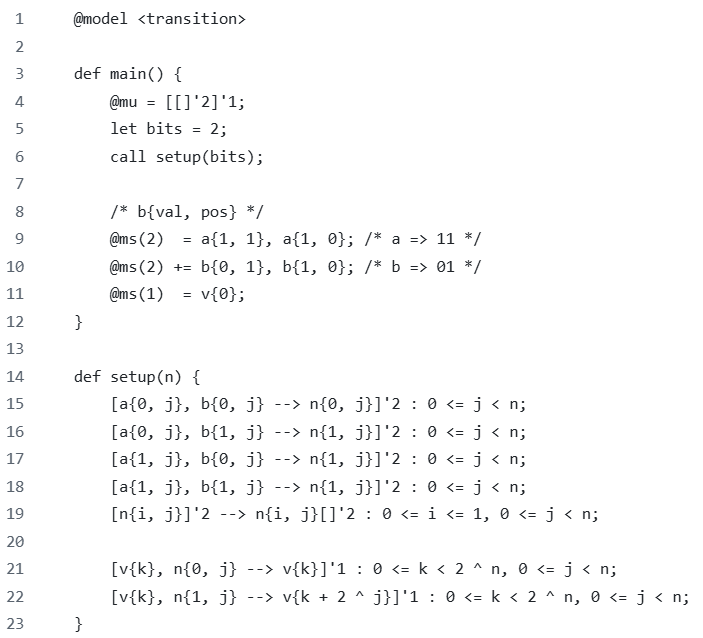 1 @model <transition>
2
3 def main() {
4 @mu = [[]'2]'1;
5 let bits = 2;
6 call setup(bits);
7
8 /* b{val, pos} */
9 @ms(2)  = a{1, 1}, a{1, 0}; /* a => 11 */
10 @ms(2) += b{0, 1}, b{1, 0}; /* b => 01 */
11 @ms(1)  = v{0};
12 }
13
14 def setup(n) {
15 [a{0, j}, b{0, j} --> n{0, j}]'2 : 0 <= j < n;
16 [a{0, j}, b{1, j} --> n{1, j}]'2 : 0 <= j < n;
17 [a{1, j}, b{0, j} --> n{1, j}]'2 : 0 <= j < n;
18 [a{1, j}, b{1, j} --> n{1, j}]'2 : 0 <= j < n;
19 [n{i, j}]'2 --> n{i, j}[]'2 : 0 <= i <= 1, 0 <= j < n;
20
21 [v{k}, n{0, j} --> v{k}]'1 : 0 <= k < 2 ^ n, 0 <= j < n;
22 [v{k}, n{1, j} --> v{k + 2 ^ j}]'1 : 0 <= k < 2 ^ n, 0 <= j < n;
23 }